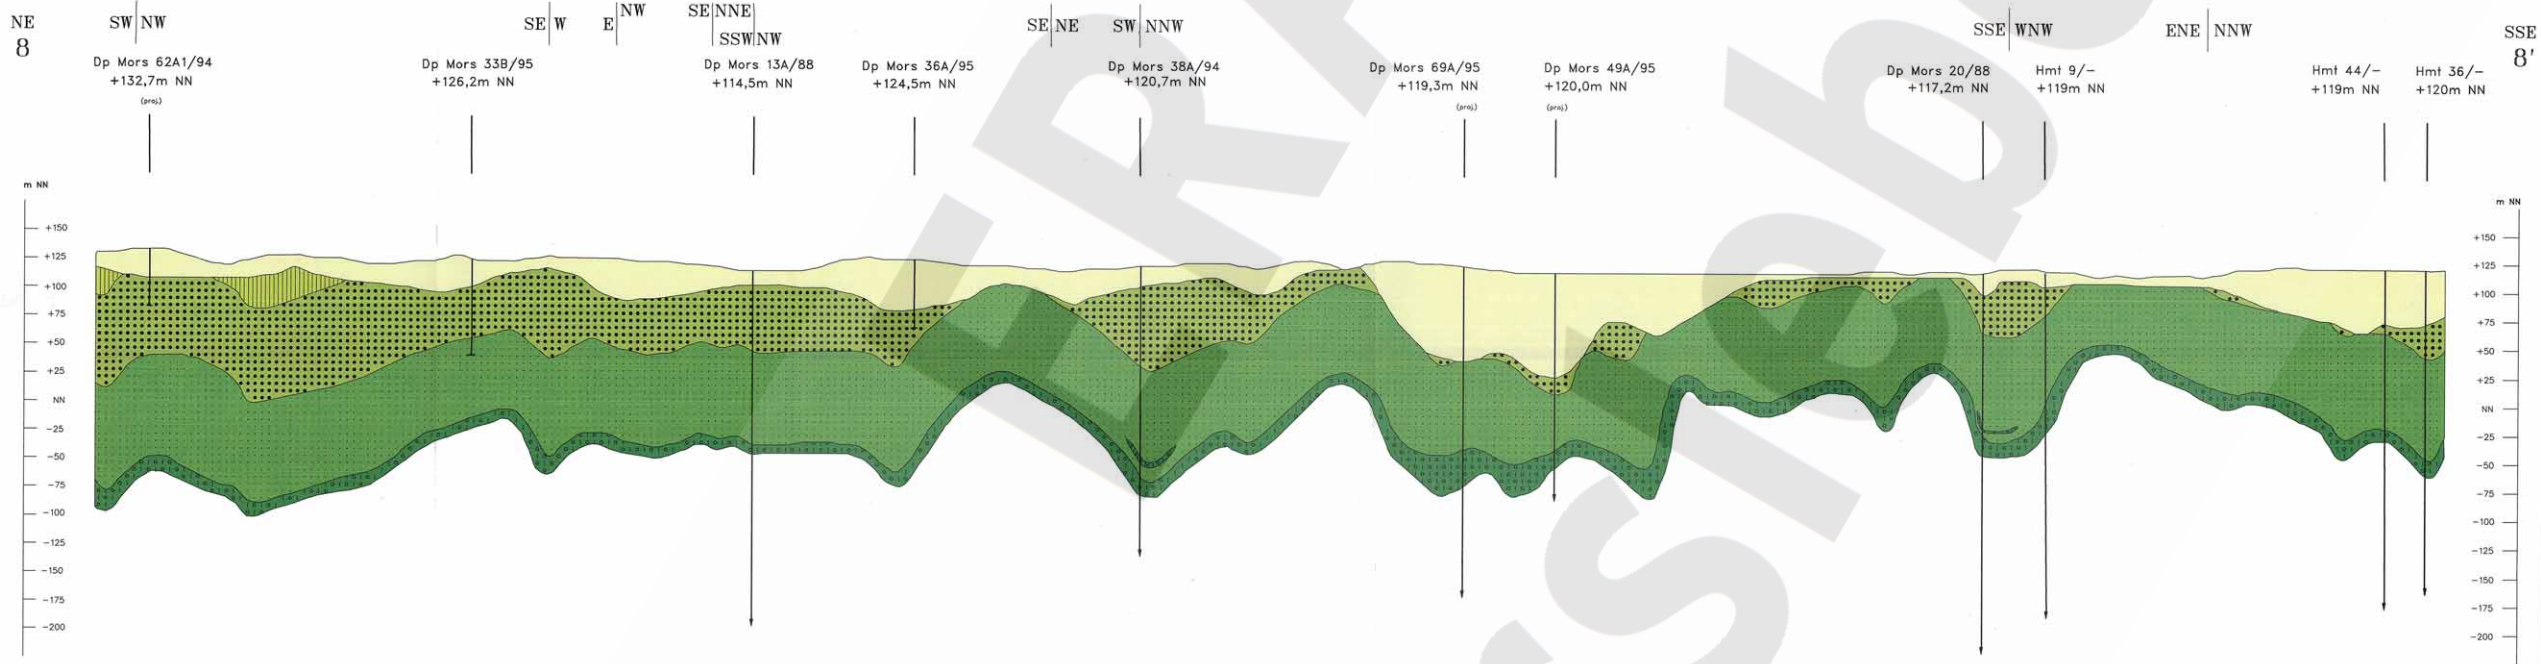 NE
8
SW NW
SE W
E NW
SE NNE
SSW NW
SE NE
SW NNW
SSE WNW
ENE NNW
SSE
8'
Dp Mors 62A1/94
+132,7m NN
(proj.)
Dp Mors 33B/95
+126,2m NN
Dp Mors 13A/88
+114,5m NN
Dp Mors 36A/95
+124,5m NN
Dp Mors 38A/94
+120,7m NN
Dp Mors 69A/95
+119,3m NN
(proj.)
Dp Mors 49A/95
+120,0m NN
(proj.)
Dp Mors 20/88
+117,2m NN
Hmt 9/-
+119m NN
Hmt 44/-
+119m NN
Hmt 36/-
+120m NN
m NN
+150
+125
+100
+75
+50
+25
NN
-25
-50
-75
-100
-125
-150
-175
-200
m NN
+150
+125
+100
+75
+50
+25
NN
-25
-50
-75
-100
-125
-150
-175
-200